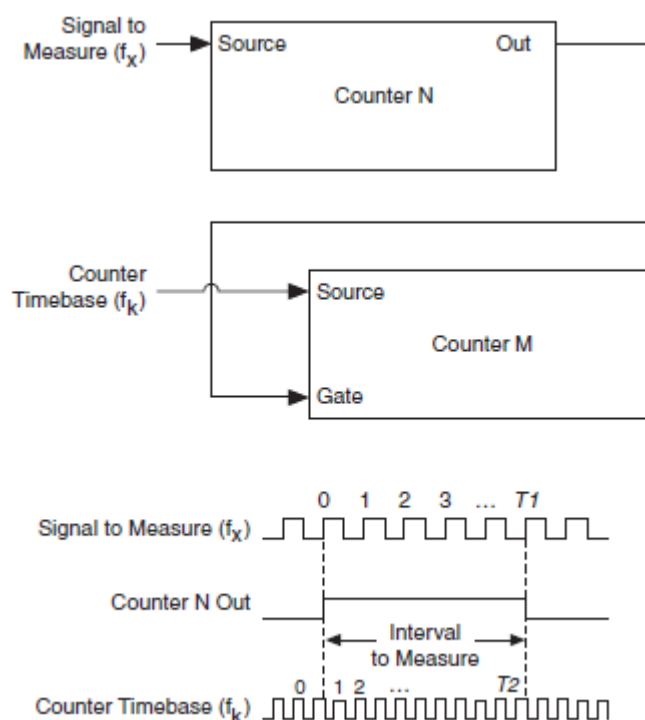 Signal to
Measure (fx)
Source
Out
Counter N
Counter
Timebase (fk)
Source
Counter M
Gate
0 1 2 3 ... T1
Signal to Measure (fx)
Counter N Out
Interval
to Measure
0 1 2 ... T2
Counter Timebase (fk)